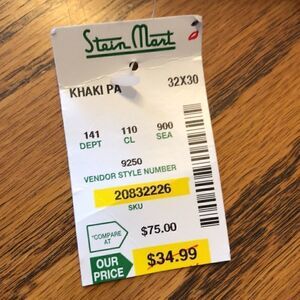 Stein Mart
KHAKI PA 32X30
141 110 900
DEPT CL SEA
9250
VENDOR STYLE NUMBER
20832226
SKU
"COMPARE AT $75.00
OUR PRICE $34.99